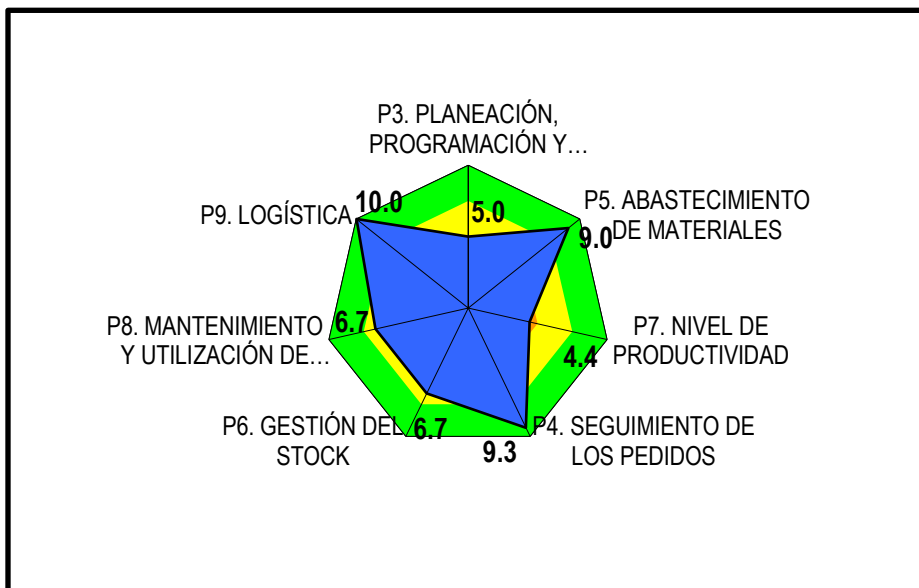 P3. PLANEACIÓN,
PROGRAMACIÓN Y...
10.0
P9. LOGÍSTICA
5.0
P5. ABASTECIMIENTO
DE MATERIALES
9.0
P8. MANTENIMIENTO
Y UTILIZACIÓN DE...
6.7
P7. NIVEL DE
PRODUCTIVIDAD
4.4
P6. GESTIÓN DEL
STOCK
6.7
9.3
P4. SEGUIMIENTO DE
LOS PEDIDOS